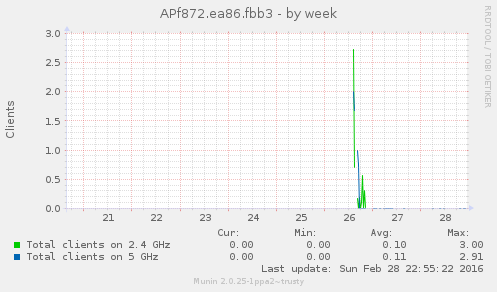 APf872.ea86.fbb3 - by week
RRDTOOL / TOBI OETIKER
Clients
3.0
2.5
2.0
1.5
1.0
0.5
0.0
21 22 23 24 25 26 27 28
Cur: Min: Avg: Max:
Total clients on 2.4 GHz 0.00 0.00 0.10 3.00
Total clients on 5 GHz 0.00 0.00 0.11 2.91
Last update: Sun Feb 28 22:55:22 2016
Munin 2.0.25-1ppa2~trusty